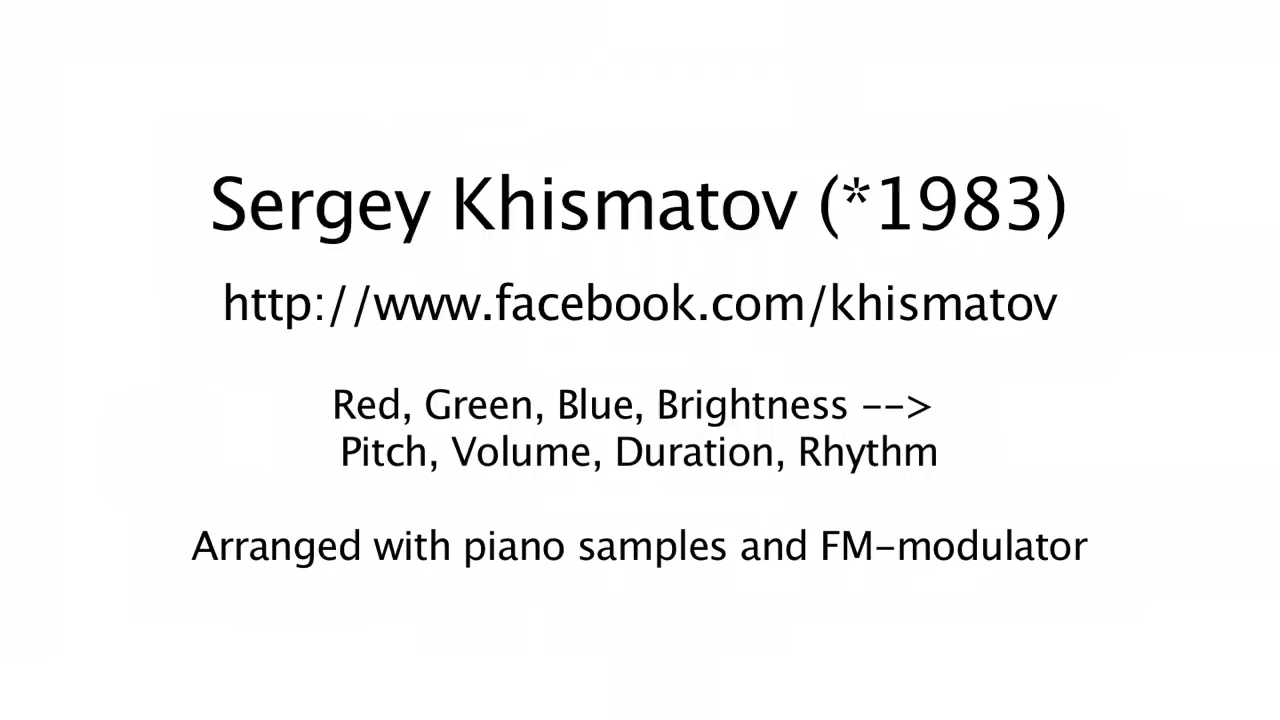 Sergey Khismatov (*1983)
http://www.facebook.com/khismatov
Red, Green, Blue, Brightness -->
Pitch, Volume, Duration, Rhythm
Arranged with piano samples and FM-modulator